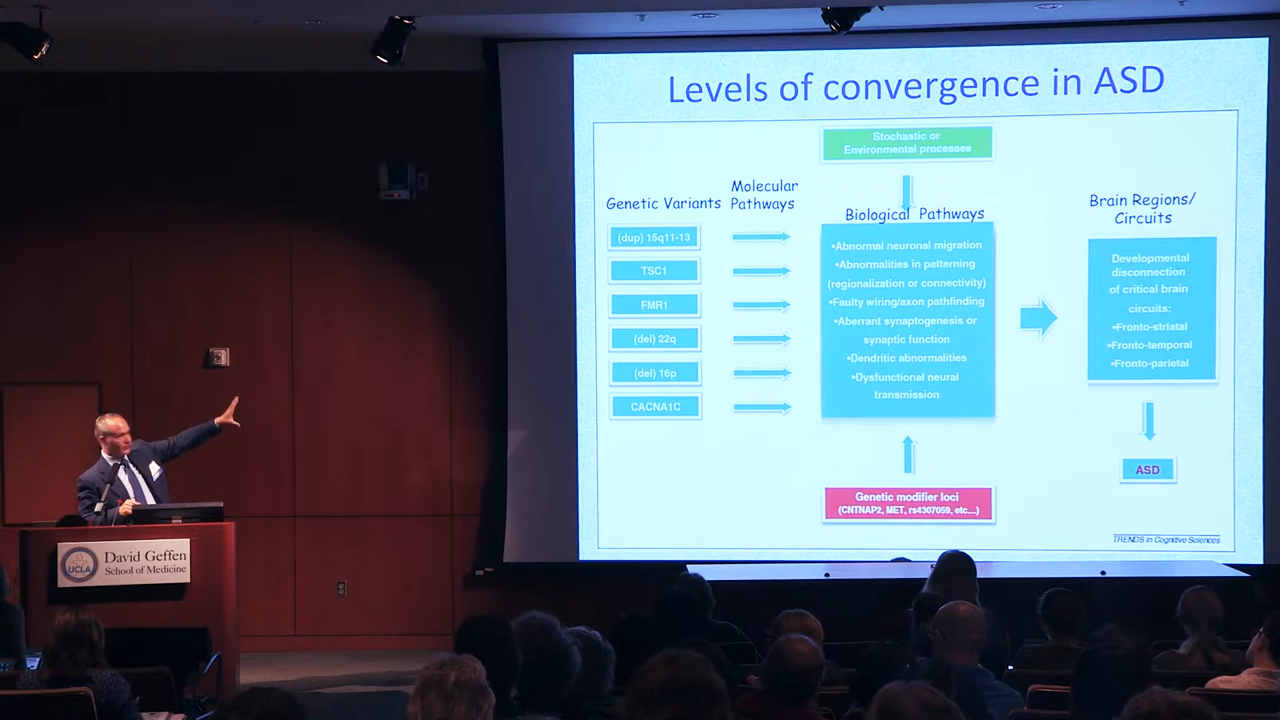 Levels of convergence in ASD
Stochastic or
Environmental processes
Genetic Variants
Molecular
Pathways
(dup) 15q11-13
TSC1
FMR1
(del) 22q
(del) 16p
CACNA1C
Biological Pathways
•Abnormal neuronal migration
•Abnormalities in patterning
(regionalization or connectivity)
•Faulty wiring/axon pathfinding
•Aberrant synaptogenesis or
synaptic function
•Dendritic abnormalities
•Dysfunctional neural
transmission
Genetic modifier loci
(CNTNAP2, MET, rs4307059, etc...)
Brain Regions/
Circuits
Developmental
disconnection
of critical brain
circuits:
•Fronto-striatal
•Fronto-temporal
•Fronto-parietal
ASD
TRENDS in Cognitive Sciences
UCLA
David Geffen
School of Medicine